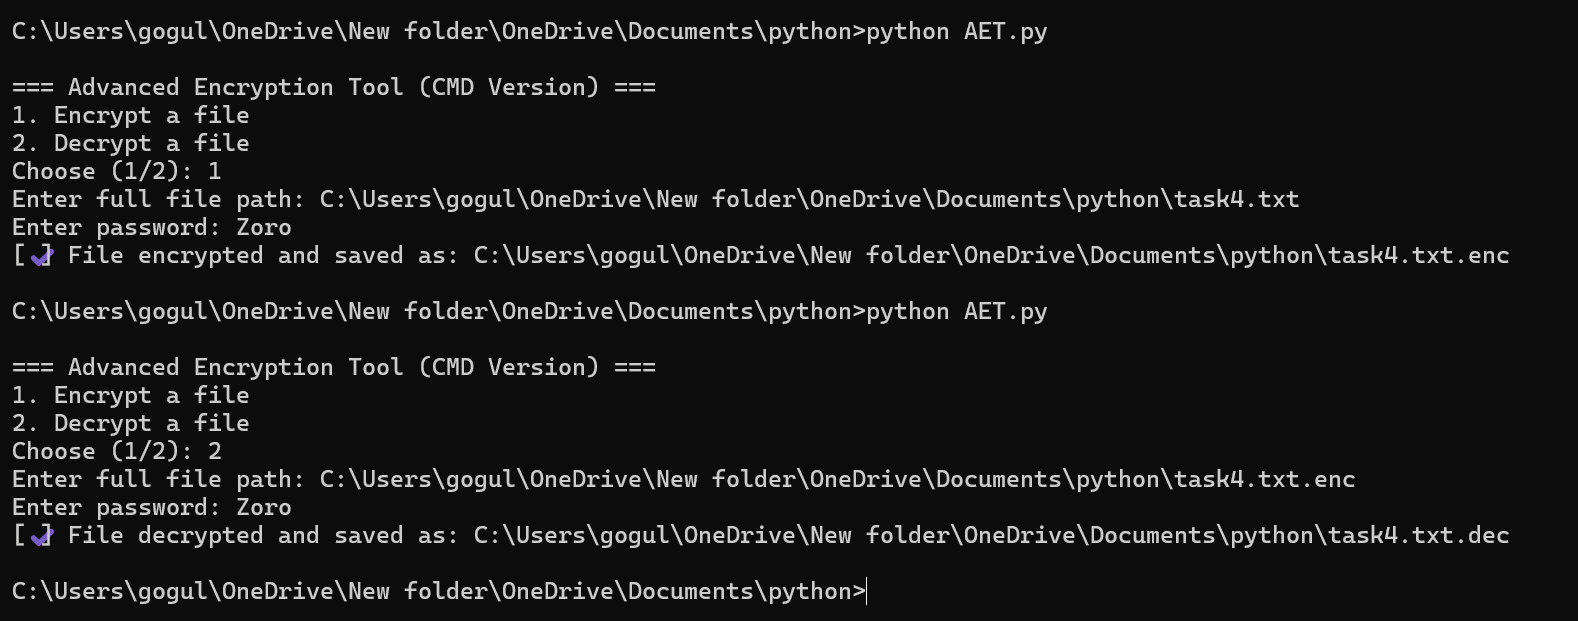 C:\Users\gogul\OneDrive\New folder\OneDrive\Documents\python>python AET.py
=== Advanced Encryption Tool (CMD Version) ===
1. Encrypt a file
2. Decrypt a file
Choose (1/2): 1
Enter full file path: C:\Users\gogul\OneDrive\New folder\OneDrive\Documents\python\task4.txt
Enter password: Zoro
[✔] File encrypted and saved as: C:\Users\gogul\OneDrive\New folder\OneDrive\Documents\python\task4.txt.enc
C:\Users\gogul\OneDrive\New folder\OneDrive\Documents\python>python AET.py
=== Advanced Encryption Tool (CMD Version) ===
1. Encrypt a file
2. Decrypt a file
Choose (1/2): 2
Enter full file path: C:\Users\gogul\OneDrive\New folder\OneDrive\Documents\python\task4.txt.enc
Enter password: Zoro
[✔] File decrypted and saved as: C:\Users\gogul\OneDrive\New folder\OneDrive\Documents\python\task4.txt.dec
C:\Users\gogul\OneDrive\New folder\OneDrive\Documents\python>